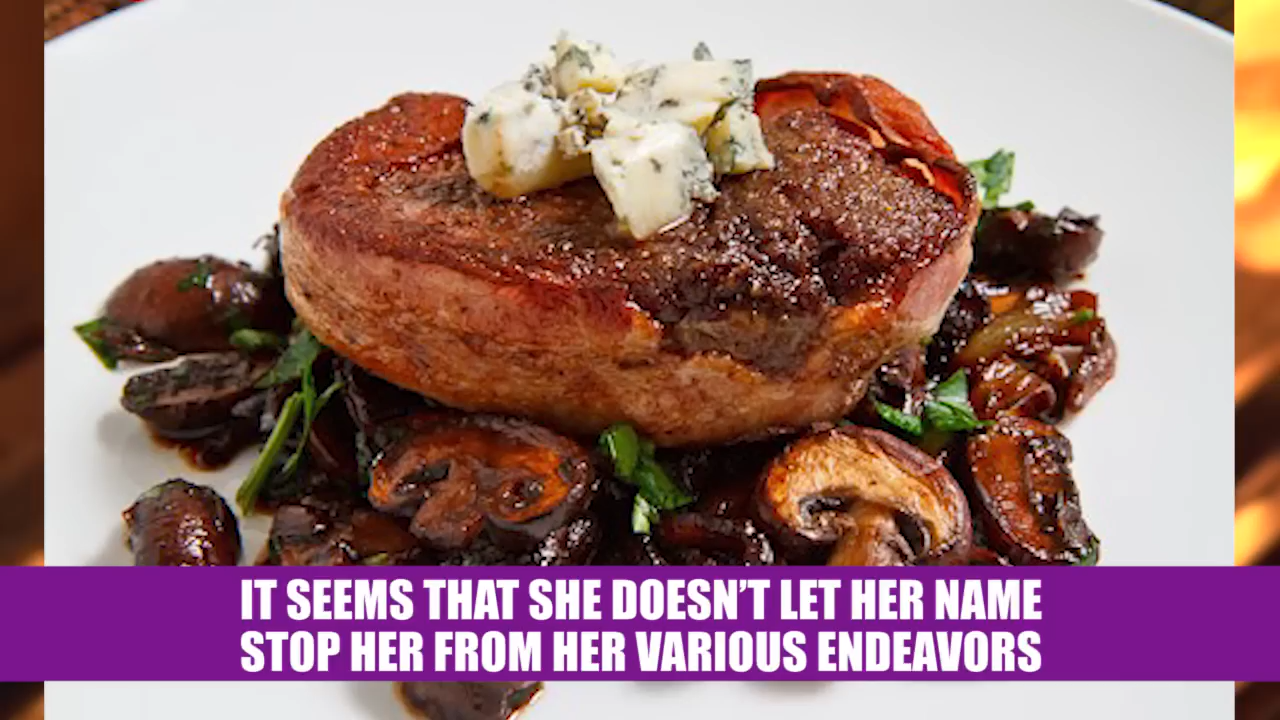 IT SEEMS THAT SHE DOESN’T LET HER NAME
STOP HER FROM HER VARIOUS ENDEAVORS